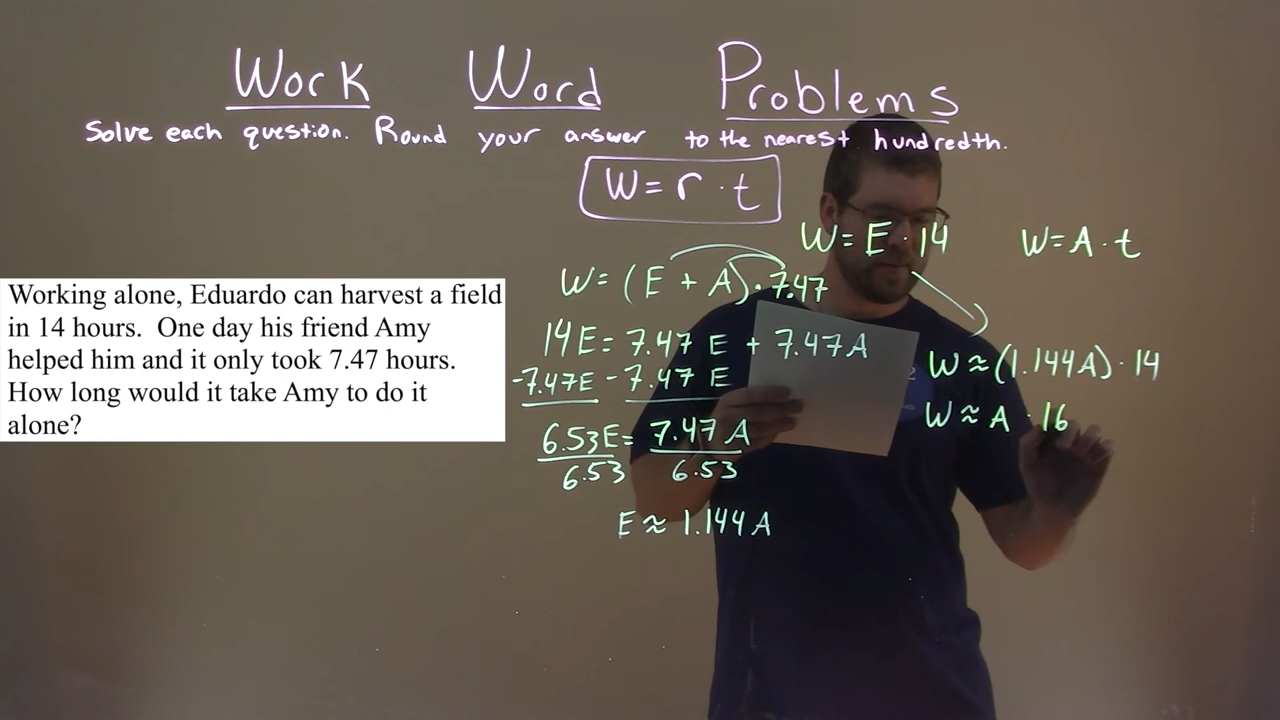 Work Word Problems
Solve each question. Round your answer to the nearest hundredth.
W = r · t
W = E · 14
W = A · t
Working alone, Eduardo can harvest a field
in 14 hours. One day his friend Amy
helped him and it only took 7.47 hours.
How long would it take Amy to do it
alone?
W = (E + A) · 7.47
14E = 7.47 E + 7.47A
-7.47E - 7.47 E
6.53E = 7.47 A
6.53 6.53
E ≈ 1.144 A
W ≈ (1.144A) · 14
W ≈ A · 16